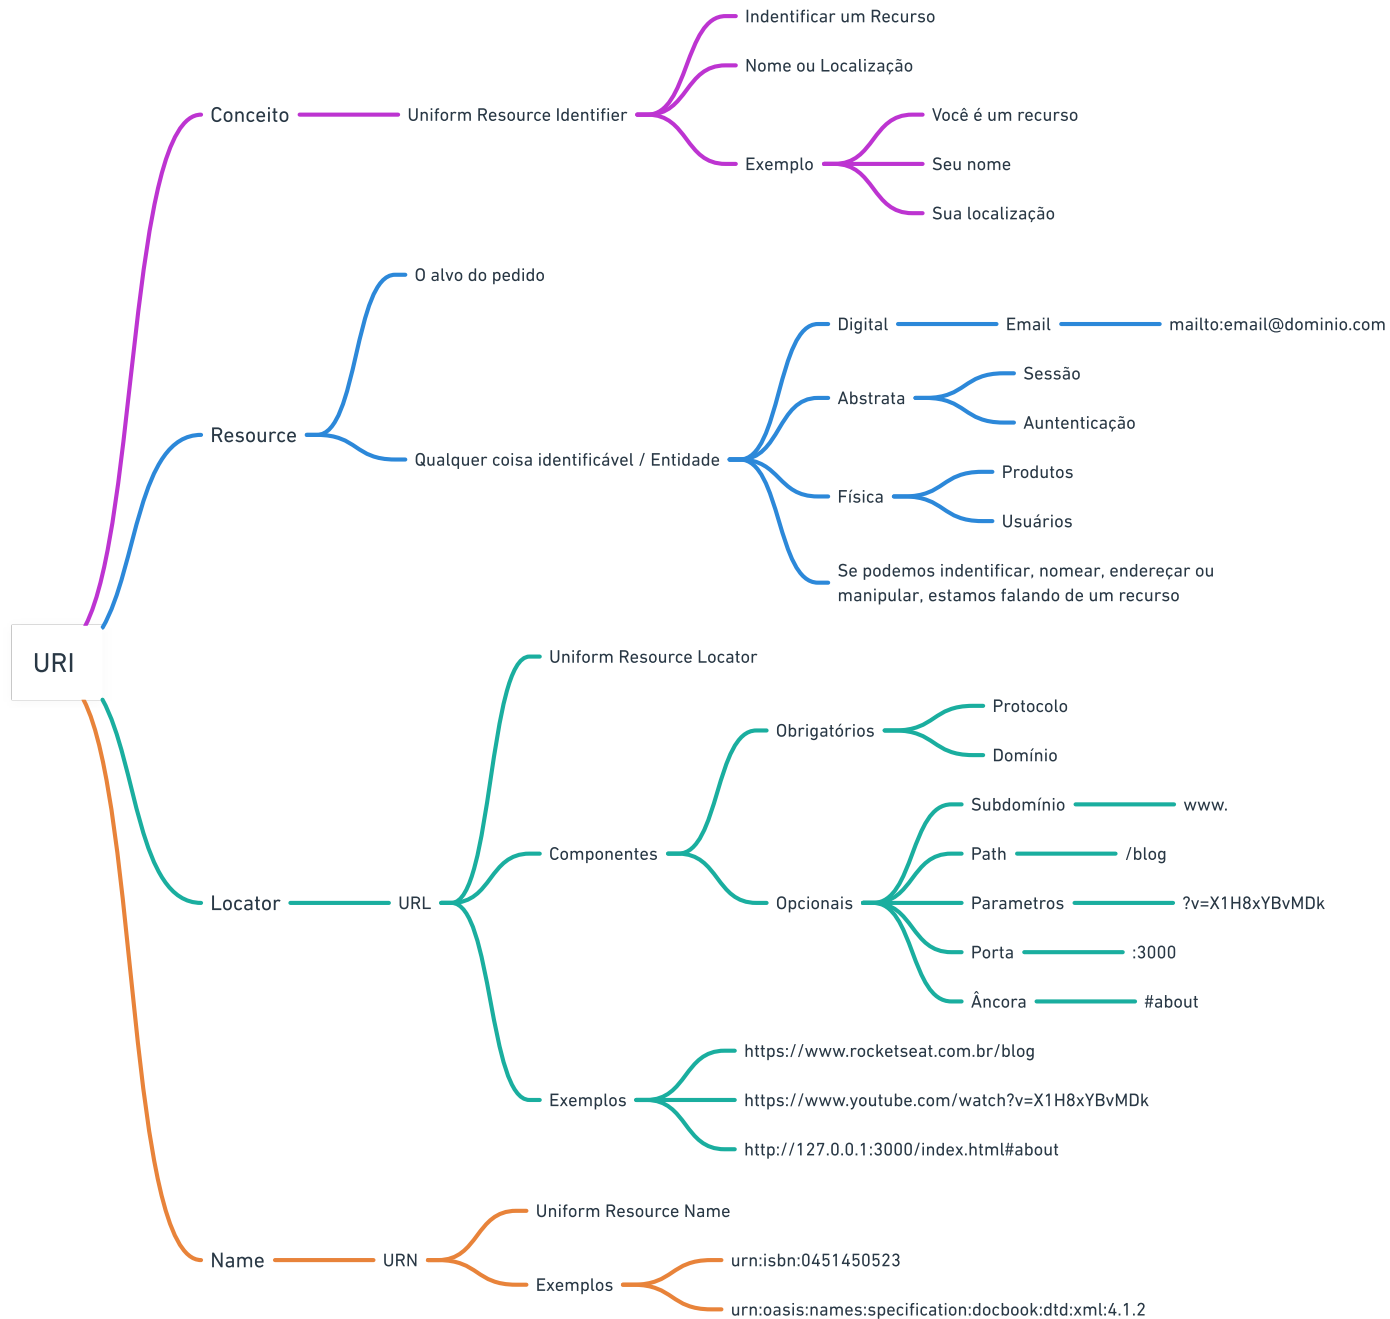 URI
Conceito
Uniform Resource Identifier
Indentificar um Recurso
Nome ou Localização
Exemplo
Você é um recurso
Seu nome
Sua localização
Resource
O alvo do pedido
Qualquer coisa identificável / Entidade
Digital
Email
mailto:email@dominio.com
Abstrata
Sessão
Auntenticação
Física
Produtos
Usuários
Se podemos indentificar, nomear, endereçar ou
manipular, estamos falando de um recurso
Locator
URL
Uniform Resource Locator
Componentes
Obrigatórios
Protocolo
Domínio
Opcionais
Subdomínio
www.
Path
/blog
Parametros
?v=X1H8xYBvMDk
Porta
:3000
Âncora
#about
Exemplos
https://www.rocketseat.com.br/blog
https://www.youtube.com/watch?v=X1H8xYBvMDk
http://127.0.0.1:3000/index.html#about
Name
URN
Uniform Resource Name
Exemplos
urn:isbn:0451450523
urn:oasis:names:specification:docbook:dtd:xml:4.1.2